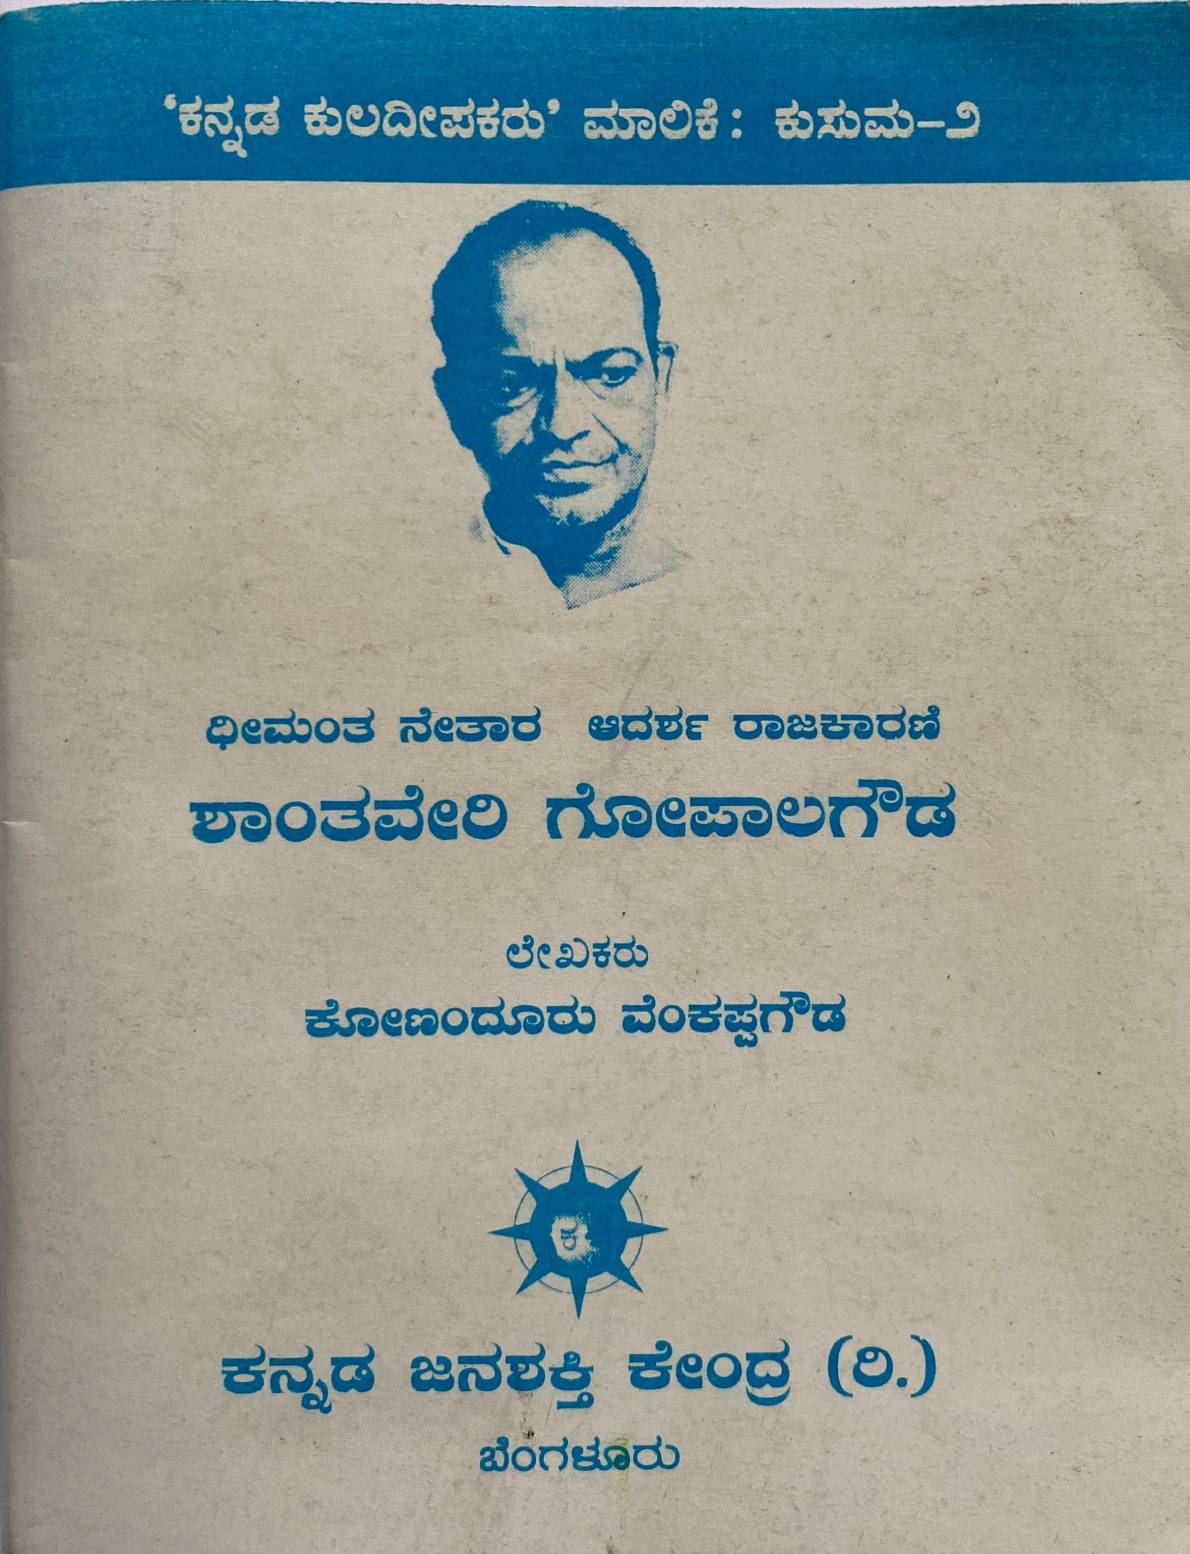 ‘ಕನ್ನಡ ಕುಲದೀಪಕರು’ ಮಾಲಿಕೆ: ಕುಸುಮ–೨
ಧೀಮಂತ ನೇತಾರ ಆದರ್ಶ ರಾಜಕಾರಣಿ
ಶಾಂತವೇರಿ ಗೋಪಾಲಗೌಡ
ಲೇಖಕರು
ಕೋಣಂದೂರು ವೆಂಕಪ್ಪಗೌಡ
ಕನ್ನಡ ಜನಶಕ್ತಿ ಕೇಂದ್ರ (ರಿ.)
ಬೆಂಗಳೂರು